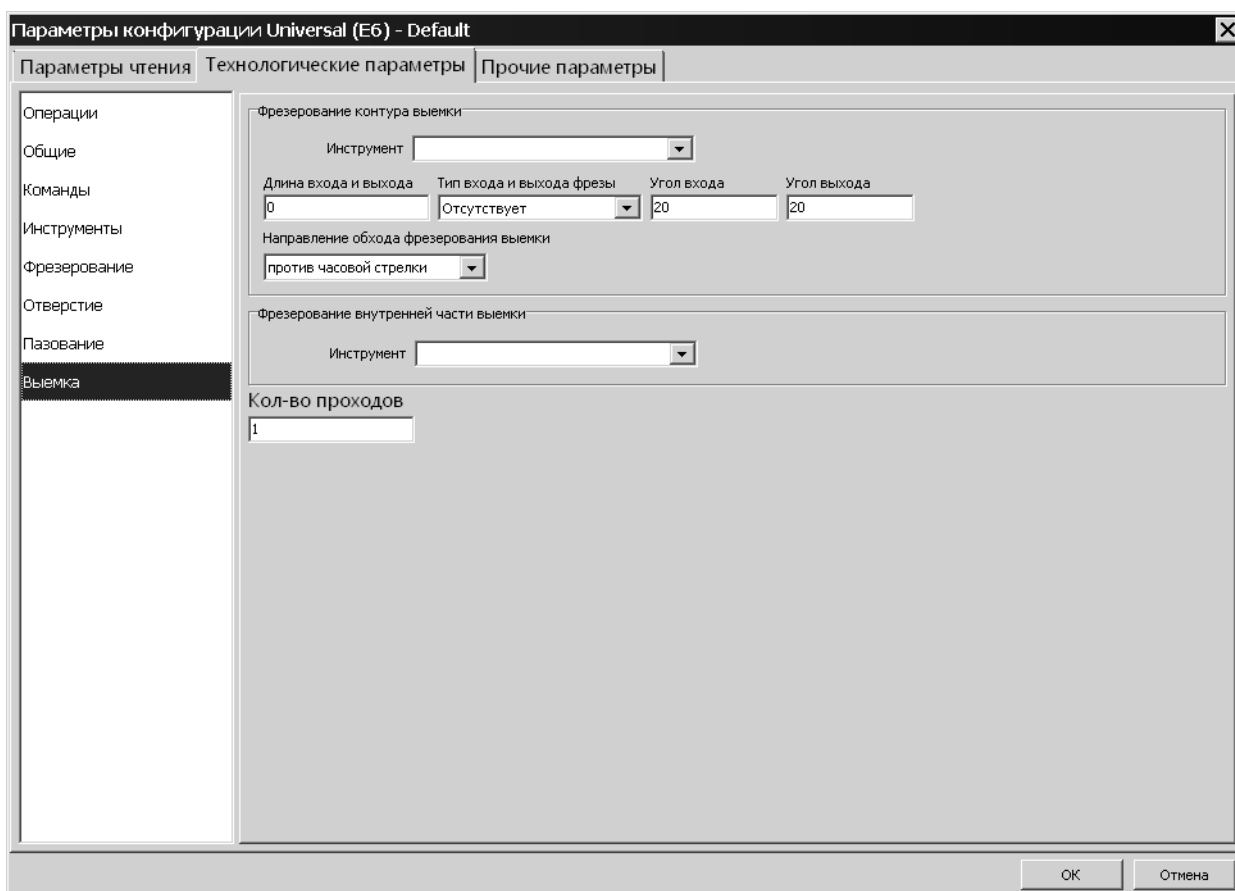 Параметры конфигурации Universal (E6) - Default
Параметры чтения Технологические параметры Прочие параметры
Операции
Общие
Команды
Инструменты
Фрезерование
Отверстие
Пазование
Выемка
Фрезерование контура выемки
Инструмент
Длина входа и выхода Тип входа и выхода фрезы Угол входа Угол выхода
0 Отсутствует 20 20
Направление обхода фрезерования выемки
против часовой стрелки
Фрезерование внутренней части выемки
Инструмент
Кол-во проходов
1
ОК Отмена